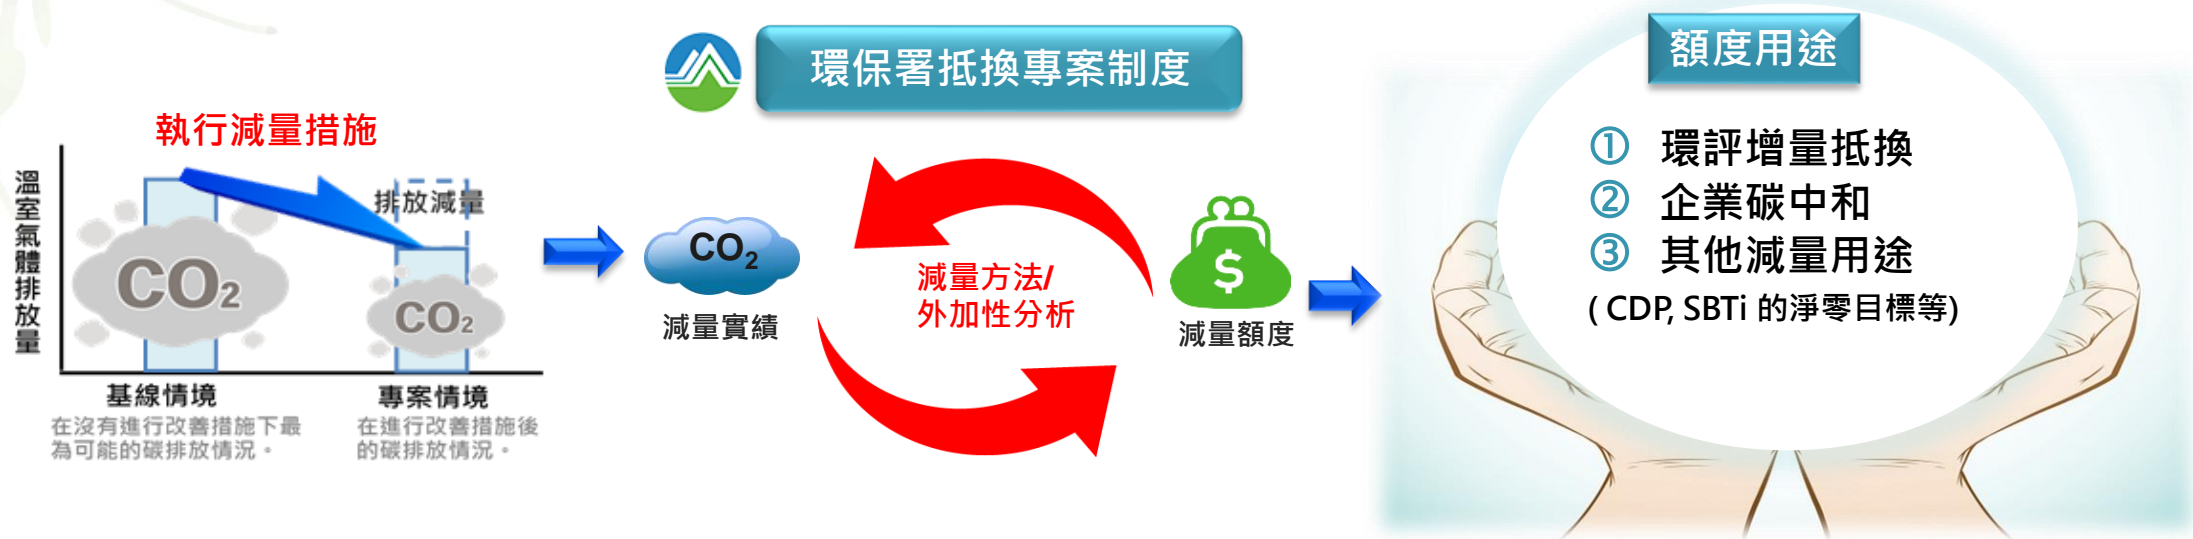 環保署抵換專案制度
執行減量措施
溫室氣體排放量
排放減量
CO₂
CO₂
基線情境
在沒有進行改善措施下最
為可能的碳排放情況。
專案情境
在進行改善措施後
的碳排放情況。
CO₂
減量實績
減量方法/
外加性分析
$
減量額度
額度用途
① 環評增量抵換
② 企業碳中和
③ 其他減量用途
( CDP, SBTi 的淨零目標等)